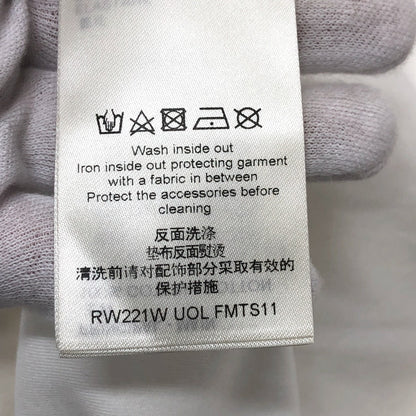 Wash inside out
Iron inside out protecting garment
with a fabric in between
Protect the accessories before
cleaning
反面洗涤
垫布反面熨烫
清洗前请对配饰部分采取有效的
保护措施
RW221W UOL FMTS11